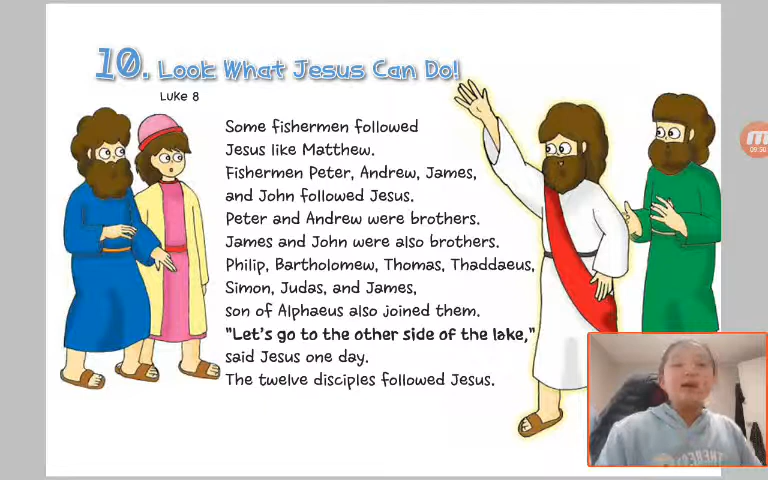 10. Look What Jesus Can Do!
Luke 8
Some fishermen followed
Jesus like Matthew.
Fishermen Peter, Andrew, James,
and John followed Jesus.
Peter and Andrew were brothers.
James and John were also brothers.
Philip, Bartholomew, Thomas, Thaddaeus,
Simon, Judas, and James,
son of Alphaeus also joined them.
"Let's go to the other side of the lake,"
said Jesus one day.
The twelve disciples followed Jesus.
09:50